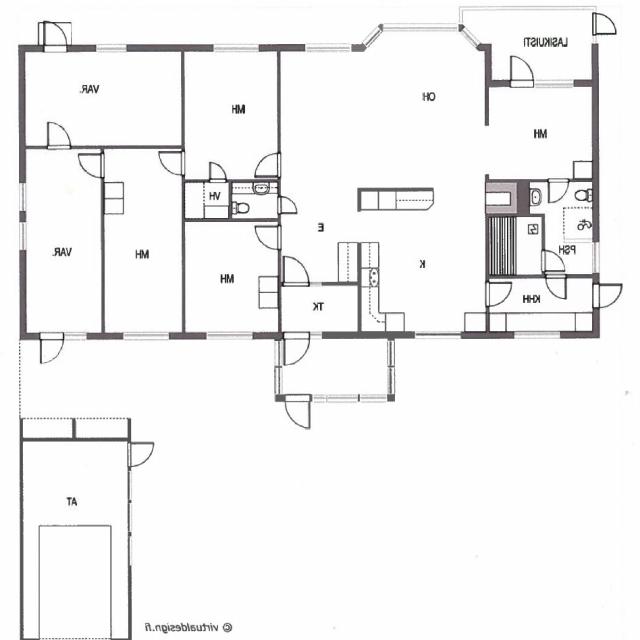 LASIKUISTI
VAR.
MH
OH
MH
VH
E
PSH
VAR.
MH
MH
K
TK
KHH
AT
© virtualdesign.fi